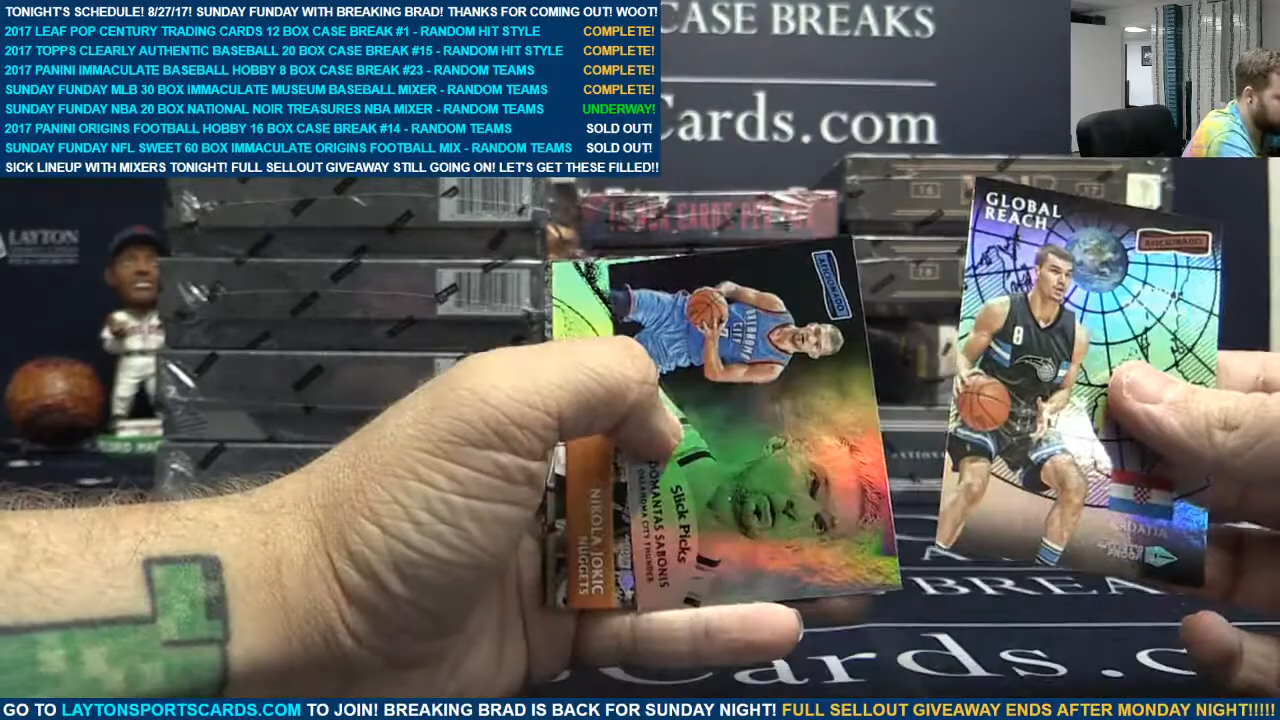 TONIGHT'S SCHEDULE! 8/27/17! SUNDAY FUNDAY WITH BREAKING BRAD! THANKS FOR COMING OUT! WOOT!
2017 LEAF POP CENTURY TRADING CARDS 12 BOX CASE BREAK #1 - RANDOM HIT STYLE COMPLETE!
2017 TOPPS CLEARLY AUTHENTIC BASEBALL 20 BOX CASE BREAK #15 - RANDOM HIT STYLE COMPLETE!
2017 PANINI IMMACULATE BASEBALL HOBBY 8 BOX CASE BREAK #23 - RANDOM TEAMS COMPLETE!
SUNDAY FUNDAY MLB 30 BOX IMMACULATE MUSEUM BASEBALL MIXER - RANDOM TEAMS COMPLETE!
SUNDAY FUNDAY NBA 20 BOX NATIONAL NOIR TREASURES NBA MIXER - RANDOM TEAMS UNDERWAY!
2017 PANINI ORIGINS FOOTBALL HOBBY 16 BOX CASE BREAK #14 - RANDOM TEAMS SOLD OUT!
SUNDAY FUNDAY NFL SWEET 60 BOX IMMACULATE ORIGINS FOOTBALL MIX - RANDOM TEAMS SOLD OUT!
SICK LINEUP WITH MIXERS TONIGHT! FULL SELLOUT GIVEAWAY STILL GOING ON! LET'S GET THESE FILLED!!
CASE BREAKS
Cards.com
LAYTON
GLOBAL
REACH
AFICIONADO
AFICIONADO
OKLAHOMA
CITY
8
CROATIA
Slick Picks
DOMANTAS SABONIS
OKLAHOMA CITY THUNDER
NIKOLA JOKIC
NUGGETS
BREAKS
Cards.c
GO TO LAYTONSPORTSCARDS.COM TO JOIN! BREAKING BRAD IS BACK FOR SUNDAY NIGHT! FULL SELLOUT GIVEAWAY ENDS AFTER MONDAY NIGHT!!!!!